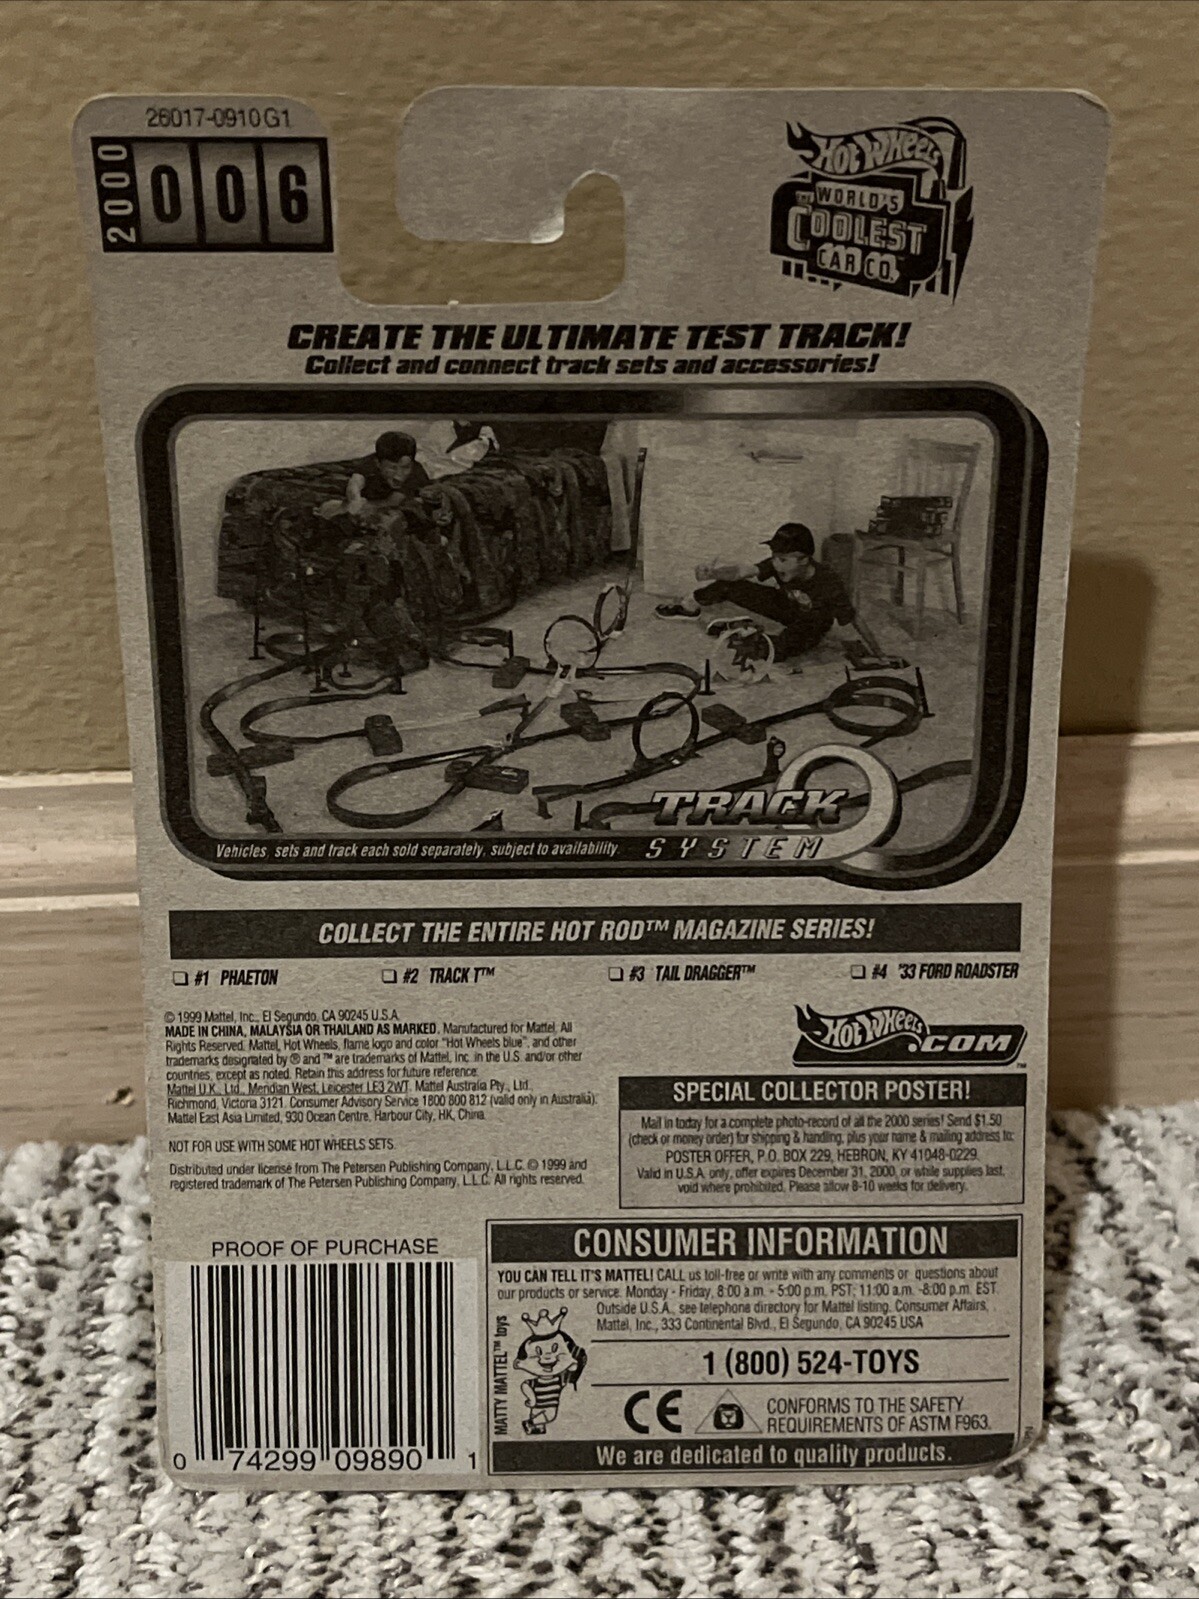 26017-0910G1
2000
006
HOT WHEELS
THE WORLD'S
COOLEST
CAR CO.
CREATE THE ULTIMATE TEST TRACK!
Collect and connect track sets and accessories!
TRACK
SYSTEM
Vehicles, sets and track each sold separately, subject to availability.
COLLECT THE ENTIRE HOT ROD™ MAGAZINE SERIES!
❏ #1 PHAETON ❏ #2 TRACK T™ ❏ #3 TAIL DRAGGER™ ❏ #4 '33 FORD ROADSTER
© 1999 Mattel, Inc., El Segundo, CA 90245 U.S.A.
MADE IN CHINA, MALAYSIA OR THAILAND AS MARKED. Manufactured for Mattel. All
Rights Reserved. Mattel, Hot Wheels, flame logo and color "Hot Wheels blue", and other
trademarks designated by ® and ™ are trademarks of Mattel, Inc. in the U.S. and/or other
countries, except as noted. Retain this address for future reference.
Mattel U.K., Ltd., Meridian West, Leicester LE3 2WT. Mattel Australia Pty., Ltd.
Richmond, Victoria 3121. Consumer Advisory Service 1800 800 812 (valid only in Australia).
Mattel East Asia Limited, 930 Ocean Centre, Harbour City, HK, China.
NOT FOR USE WITH SOME HOT WHEELS SETS.
Distributed under license from The Petersen Publishing Company, L.L.C. © 1999 and
registered trademark of The Petersen Publishing Company, L.L.C. All rights reserved.
HOT WHEELS
.COM
™
SPECIAL COLLECTOR POSTER!
Mail in today for a complete photo-record of all the 2000 series! Send $1.50
(check or money order) for shipping & handling, plus your name & mailing address to:
POSTER OFFER, P.O. BOX 229, HEBRON, KY 41048-0229.
Valid in U.S.A. only, offer expires December 31, 2000, or while supplies last,
void where prohibited. Please allow 8-10 weeks for delivery.
PROOF OF PURCHASE
0 74299 09890 1
CONSUMER INFORMATION
YOU CAN TELL IT'S MATTEL! CALL us toll-free or write with any comments or questions about
our products or service. Monday - Friday, 8:00 a.m. - 5:00 p.m. PST; 11:00 a.m. -8:00 p.m. EST.
Outside U.S.A., see telephone directory for Mattel listing. Consumer Affairs,
Mattel, Inc., 333 Continental Blvd., El Segundo, CA 90245 USA
MATTY MATTEL™ toys
1 (800) 524-TOYS
CE
CONFORMS TO THE SAFETY
REQUIREMENTS OF ASTM F963.
We are dedicated to quality products.